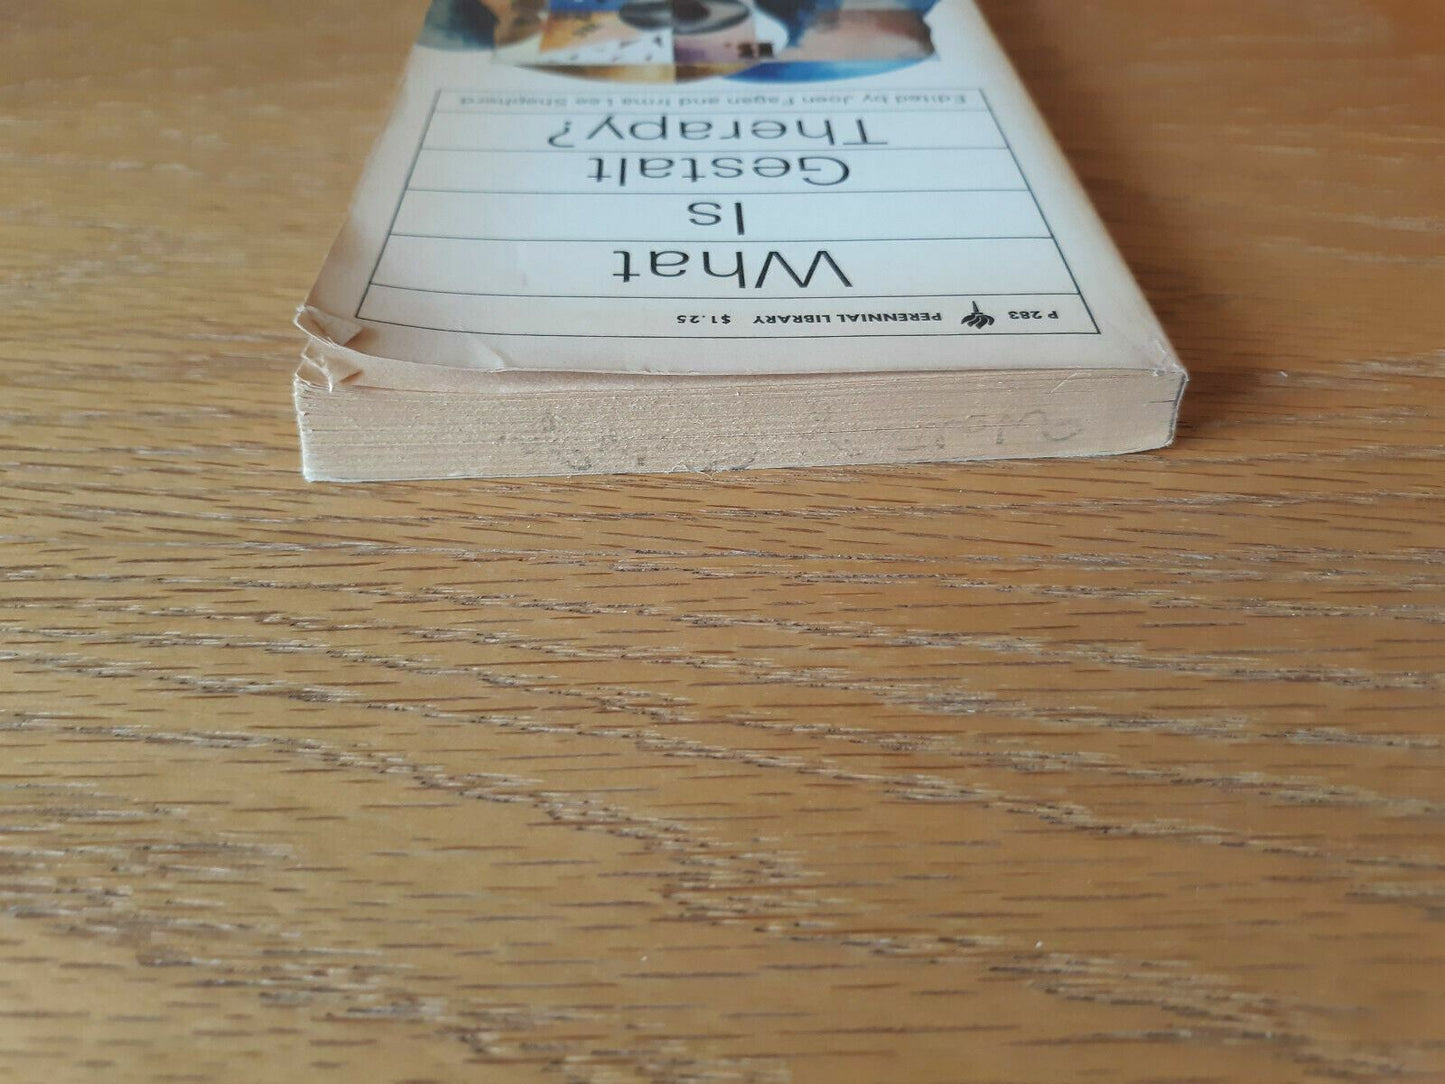 P 283 PERENNIAL LIBRARY $1.25
What
Is
Gestalt
Therapy?
Edited by Joen Fagan and Irma Lee Shepherd